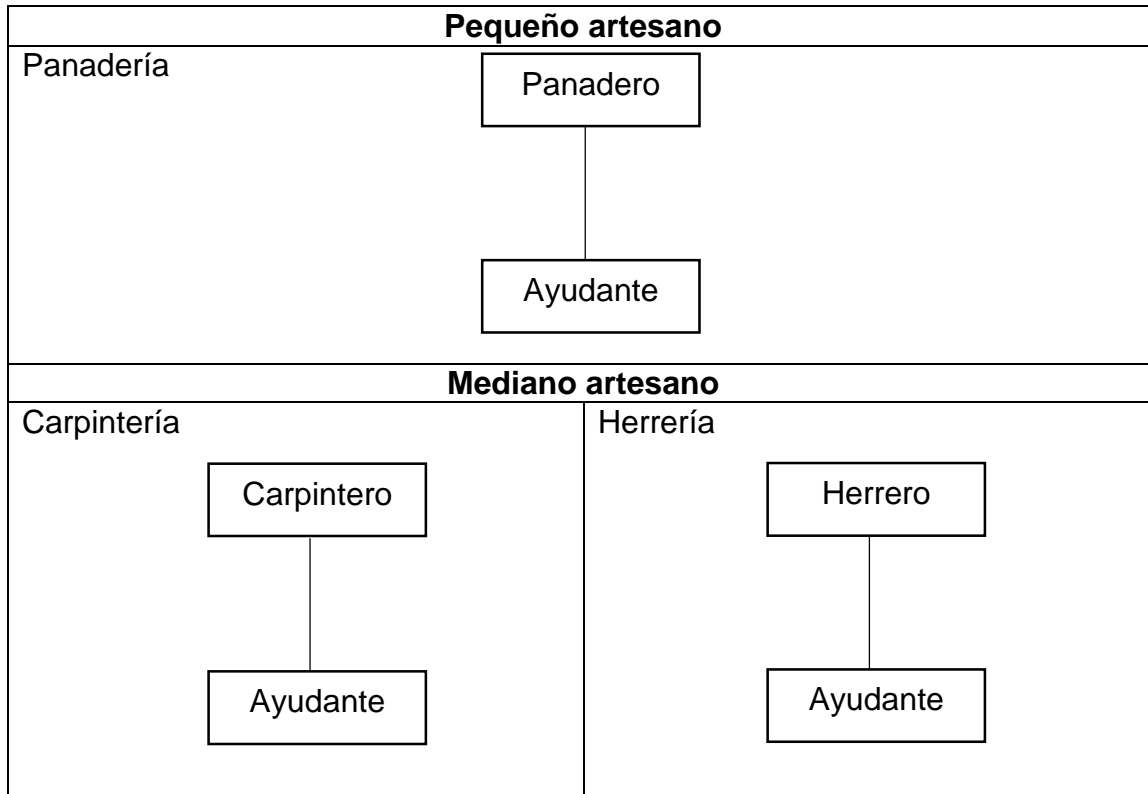 Pequeño artesano
Panadería
Panadero
Ayudante
Mediano artesano
Carpintería
Carpintero
Ayudante
Herrería
Herrero
Ayudante